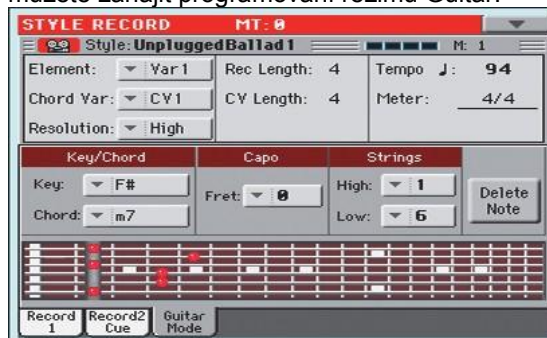 můžete zahájit programování režimu Guitar.
STYLE RECORD MT: 0
Style: UnpluggedBallad1 M: 1
Element: Var1 Rec Length: 4 Tempo ♩: 94
Chord Var: CV1 CV Length: 4 Meter: 4/4
Resolution: High
Key/Chord Capo Strings
Key: F# Fret: 0 High: 1 Delete Note
Chord: m7 Low: 6
Record 1 Record2 Cue Guitar Mode